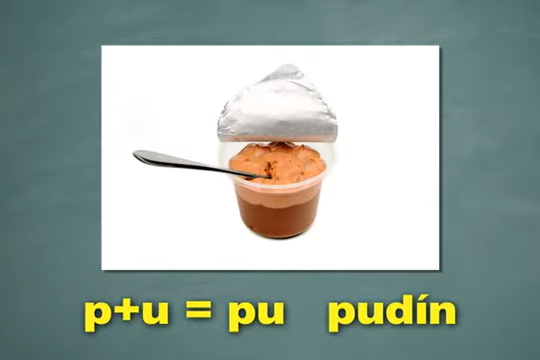 p+u = pu pudín